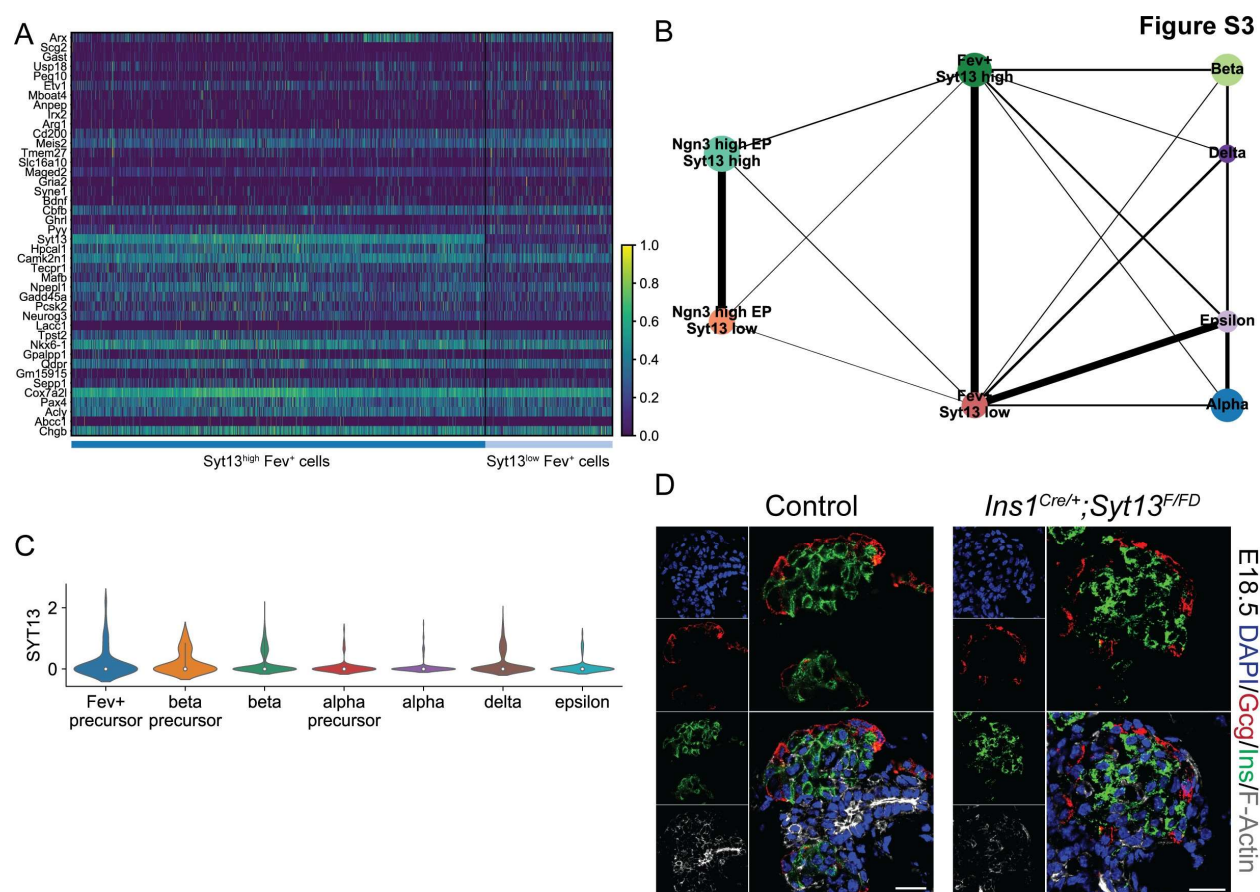 Figure S3
A
Arx
Scg2
Gast
Usp18
Peg10
Etv1
Mboat4
Anpep
Irx2
Arg1
Cd200
Meis2
Tmem27
Slc16a10
Maged2
Gria2
Syne1
Bdnf
Cbfb
Ghrl
Pyy
Syt13
Hpcal1
Camk2n1
Tecpr1
Mafb
Npepl1
Gadd45a
Pcsk2
Neurog3
Lacc1
Tpst2
Nkx6-1
Gpalpp1
Qdpr
Gm15915
Sepp1
Cox7a2l
Pax4
Acly
Abcc1
Chgb
1.0
0.8
0.6
0.4
0.2
0.0
Syt13high Fev+ cells
Syt13low Fev+ cells
B
Fev+
Syt13 high
Beta
Ngn3 high EP
Syt13 high
Delta
Ngn3 high EP
Syt13 low
Epsilon
Fev+
Syt13 low
Alpha
C
SYT13
2
0
Fev+
precursor
beta
precursor
beta
alpha
precursor
alpha
delta
epsilon
D
Control
Ins1Cre/+;Syt13F/FD
E18.5 DAPI/Gcg/Ins/F-Actin